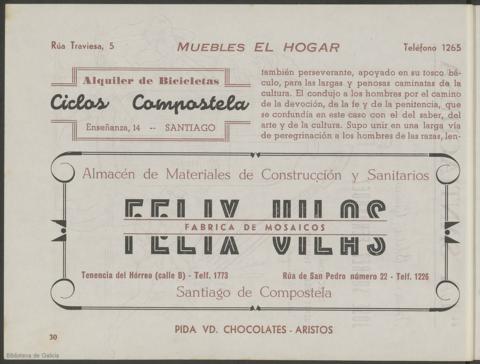 Rúa Traviesa, 5 MUEBLES EL HOGAR Teléfono 1265
Alquiler de Bicicletas
Ciclos Compostela
Enseñanza, 14 -- SANTIAGO
también perseverante, apoyado en su tosco bá-
culo, para las largas y penosas caminatas de la
cultura. El condujo a los hombres por el camino
de la devoción, de la fe y de la penitencia, que
se confundía en este caso con el del saber, del
arte y de la cultura. Supo unir en una larga vía
de peregrinación a los hombres de las razas, len-
Almacén de Materiales de Construcción y Sanitarios
FELIX VILAS
FABRICA DE MOSAICOS
Tenencia del Hórreo (calle B) - Telf. 1773 Rúa de San Pedro número 22 - Telf. 1226
Santiago de Compostela
PIDA VD. CHOCOLATES - ARISTOS
30
Biblioteca de Galicia